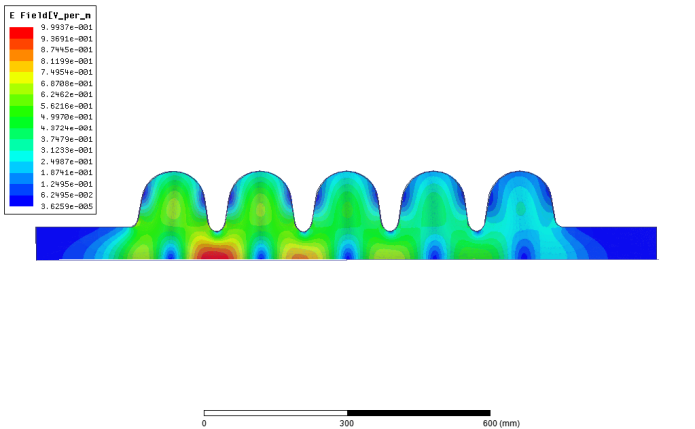 E Field[V_per_m
9.9937e-001
9.3691e-001
8.7445e-001
8.1199e-001
7.4954e-001
6.8708e-001
6.2462e-001
5.6216e-001
4.9970e-001
4.3724e-001
3.7479e-001
3.1233e-001
2.4987e-001
1.8741e-001
1.2495e-001
6.2495e-002
3.6259e-005
0 300 600 (mm)